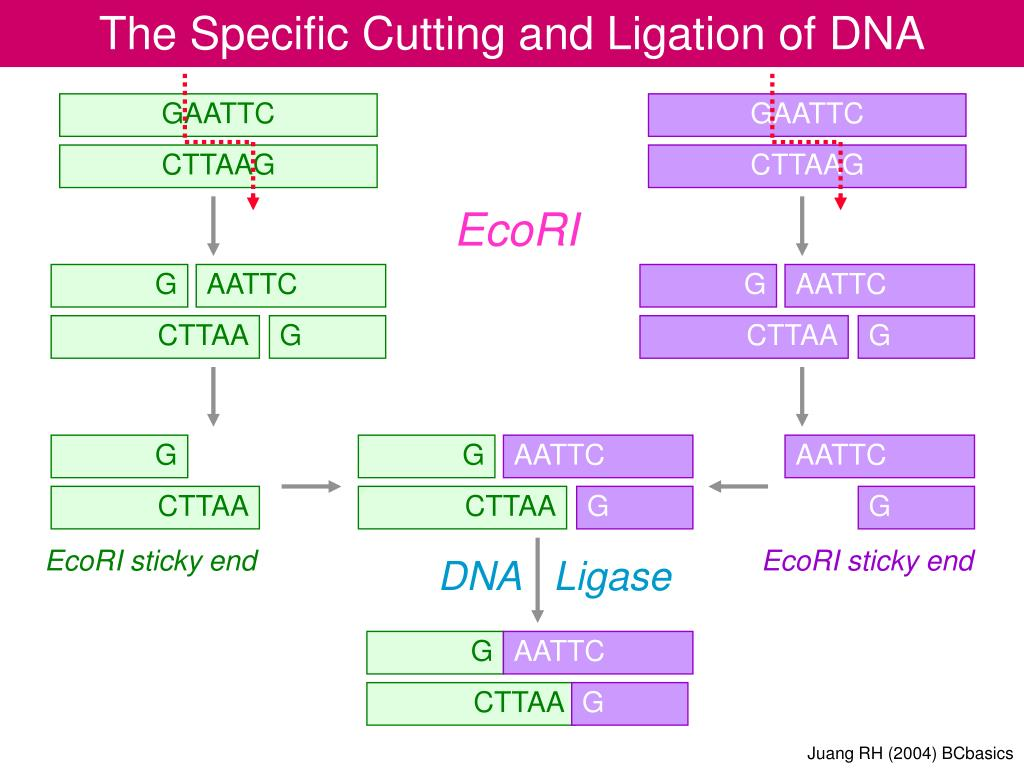 The Specific Cutting and Ligation of DNA
GAATTC
CTTAAG
GAATTC
CTTAAG
EcoRI
G AATTC
CTTAA G
G AATTC
CTTAA G
G
CTTAA
EcoRI sticky end
G AATTC
CTTAA G
AATTC
G
EcoRI sticky end
DNA Ligase
G AATTC
CTTAA G
Juang RH (2004) BCbasics